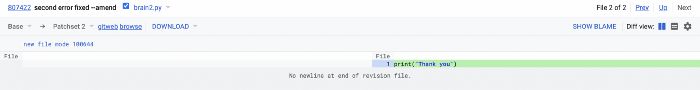 807422 second error fixed --amend brain2.py File 2 of 2 Prev Up Next
Base → Patchset 2 gitweb browse DOWNLOAD SHOW BLAME Diff view:
new file mode 100644
File File
1 print("Thank you")
No newline at end of revision file.